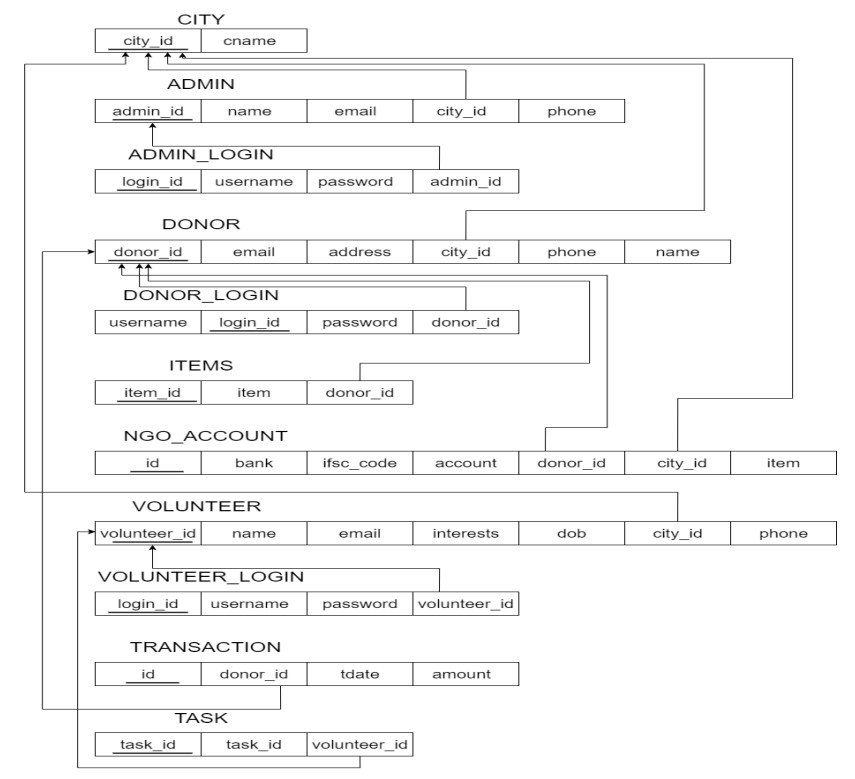 CITY
city_id cname
ADMIN
admin_id name email city_id phone
ADMIN_LOGIN
login_id username password admin_id
DONOR
donor_id email address city_id phone name
DONOR_LOGIN
username login_id password donor_id
ITEMS
item_id item donor_id
NGO_ACCOUNT
id bank ifsc_code account donor_id city_id item
VOLUNTEER
volunteer_id name email interests dob city_id phone
VOLUNTEER_LOGIN
login_id username password volunteer_id
TRANSACTION
id donor_id tdate amount
TASK
task_id task_id volunteer_id